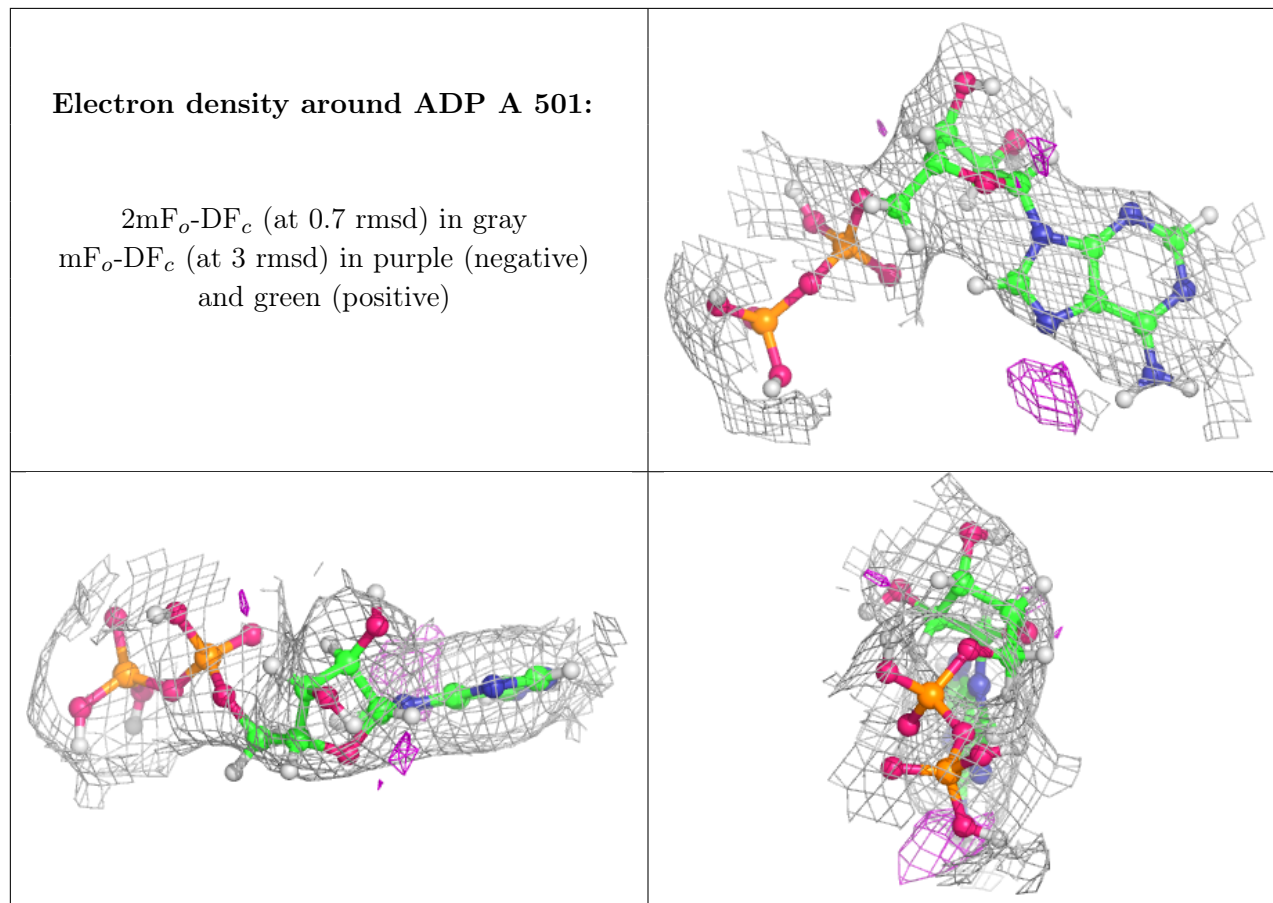 Electron density around ADP A 501:
2mFo-DFc (at 0.7 rmsd) in gray
mFo-DFc (at 3 rmsd) in purple (negative)
and green (positive)